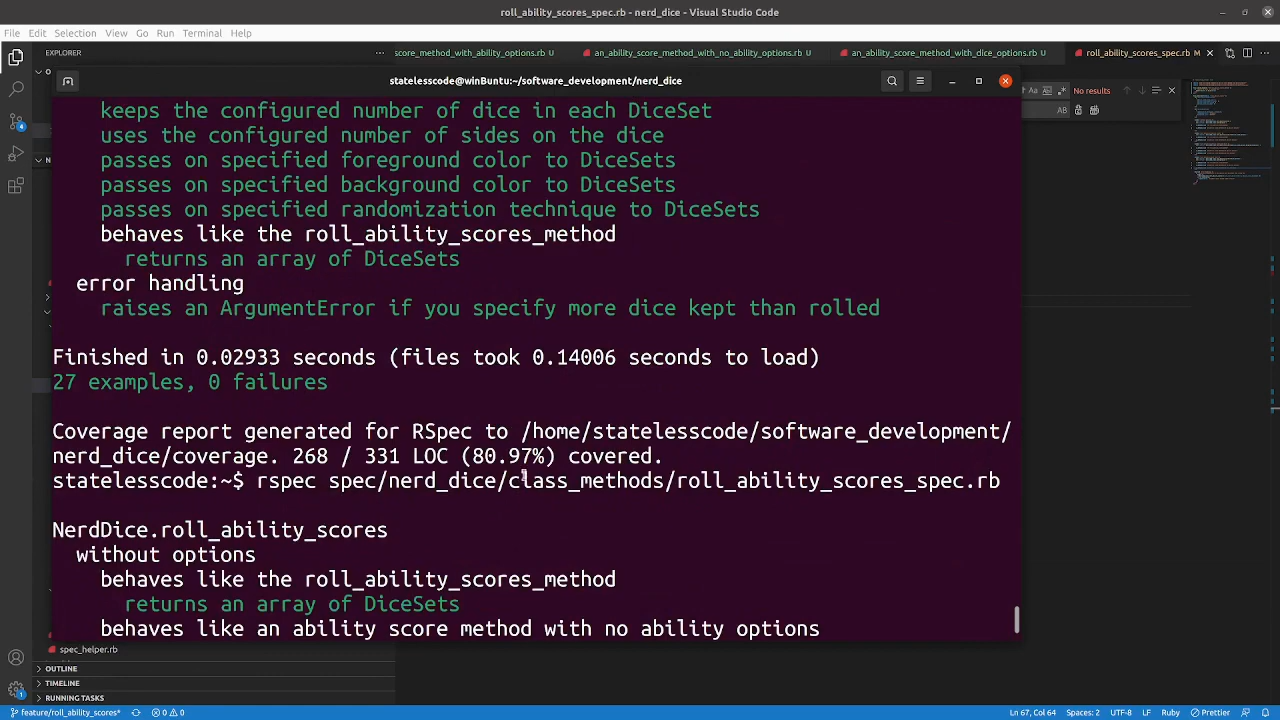 roll_ability_scores_spec.rb - nerd_dice - Visual Studio Code
File Edit Selection View Go Run Terminal Help
EXPLORER
score_method_with_ability_options.rb U
an_ability_score_method_with_no_ability_options.rb U
an_ability_score_method_with_dice_options.rb U
roll_ability_scores_spec.rb M
statelesscode@winBuntu:~/software_development/nerd_dice
Aa
No results
AB
keeps the configured number of dice in each DiceSet
uses the configured number of sides on the dice
passes on specified foreground color to DiceSets
passes on specified background color to DiceSets
passes on specified randomization technique to DiceSets
behaves like the roll_ability_scores_method
returns an array of DiceSets
error handling
raises an ArgumentError if you specify more dice kept than rolled
Finished in 0.02933 seconds (files took 0.14006 seconds to load)
27 examples, 0 failures
Coverage report generated for RSpec to /home/statelesscode/software_development/
nerd_dice/coverage. 268 / 331 LOC (80.97%) covered.
statelesscode:~$ rspec spec/nerd_dice/class_methods/roll_ability_scores_spec.rb
NerdDice.roll_ability_scores
without options
behaves like the roll_ability_scores_method
returns an array of DiceSets
behaves like an ability score method with no ability options
spec_helper.rb
OUTLINE
TIMELINE
RUNNING TASKS
feature/roll_ability_scores* 0 0 Ln 67, Col 64 Spaces: 2 UTF-8 LF Ruby Prettier